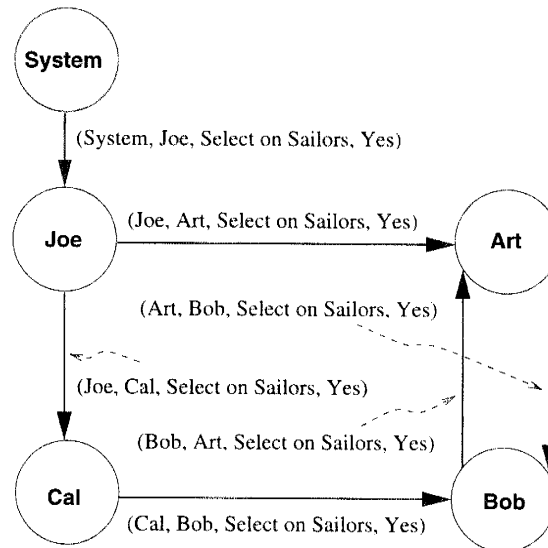 System
(System, Joe, Select on Sailors, Yes)
Joe
(Joe, Art, Select on Sailors, Yes)
Art
(Art, Bob, Select on Sailors, Yes)
(Joe, Cal, Select on Sailors, Yes)
(Bob, Art, Select on Sailors, Yes)
Cal
(Cal, Bob, Select on Sailors, Yes)
Bob